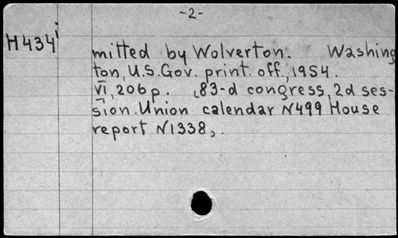 -2-
H434i
mitted by Wolverton. Washing
ton, U.S. Gov. print. off., 1954.
VI, 206 p. (83-d congress, 2d ses-
sion. Union calendar N499 House
report N1338).